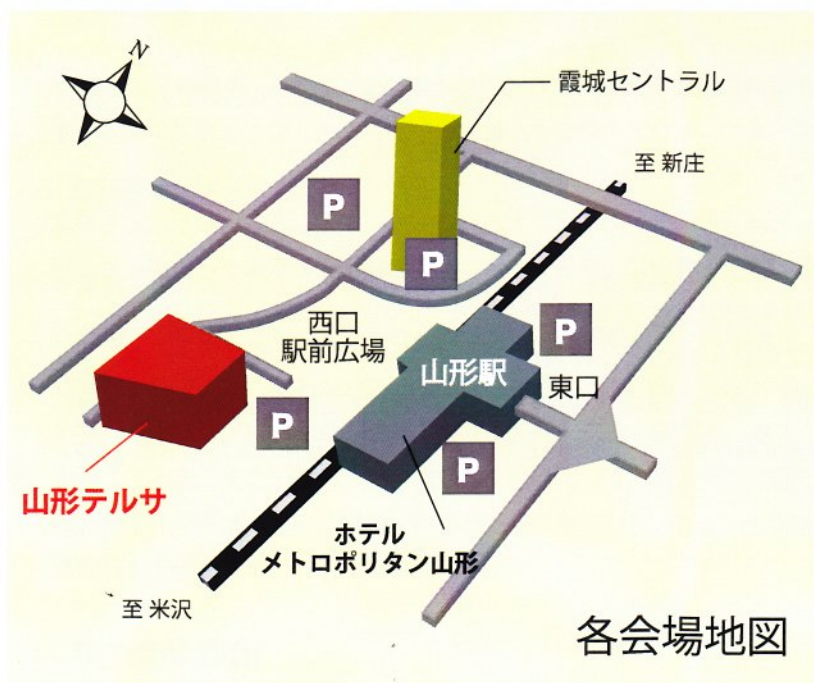 N
霞城セントラル
至 新庄
P
P
西口
駅前広場
P
山形駅
東口
P
P
山形テルサ
ホテル
メトロポリタン山形
至 米沢
各会場地図